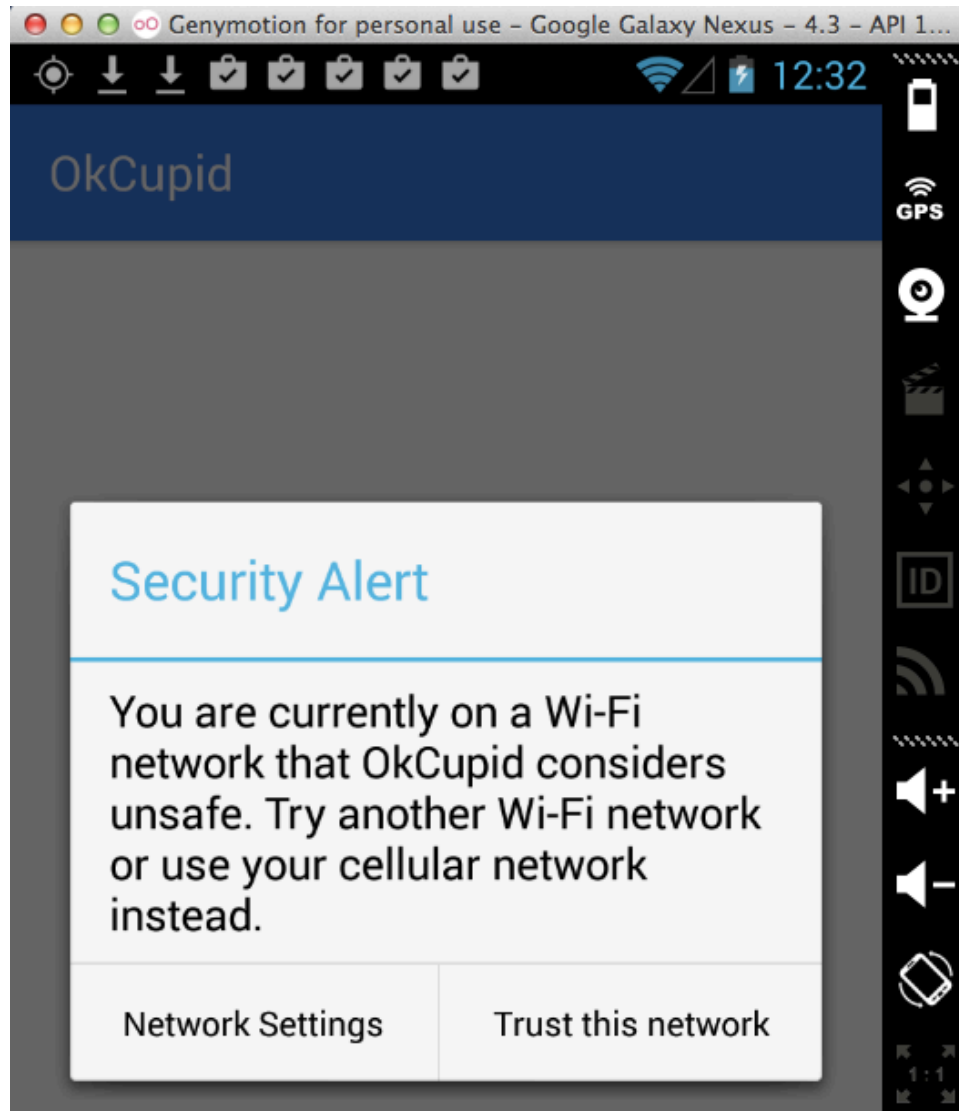 Genymotion for personal use – Google Galaxy Nexus – 4.3 – API 1...
12:32
OkCupid
GPS
ID
Security Alert
You are currently on a Wi-Fi
network that OkCupid considers
unsafe. Try another Wi-Fi network
or use your cellular network
instead.
Network Settings
Trust this network
1:1